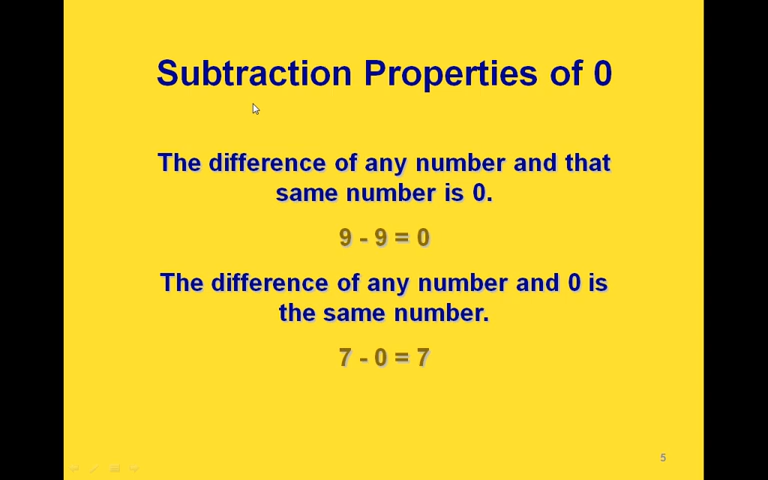 Subtraction Properties of 0
The difference of any number and that
same number is 0.
9 - 9 = 0
The difference of any number and 0 is
the same number.
7 - 0 = 7
5